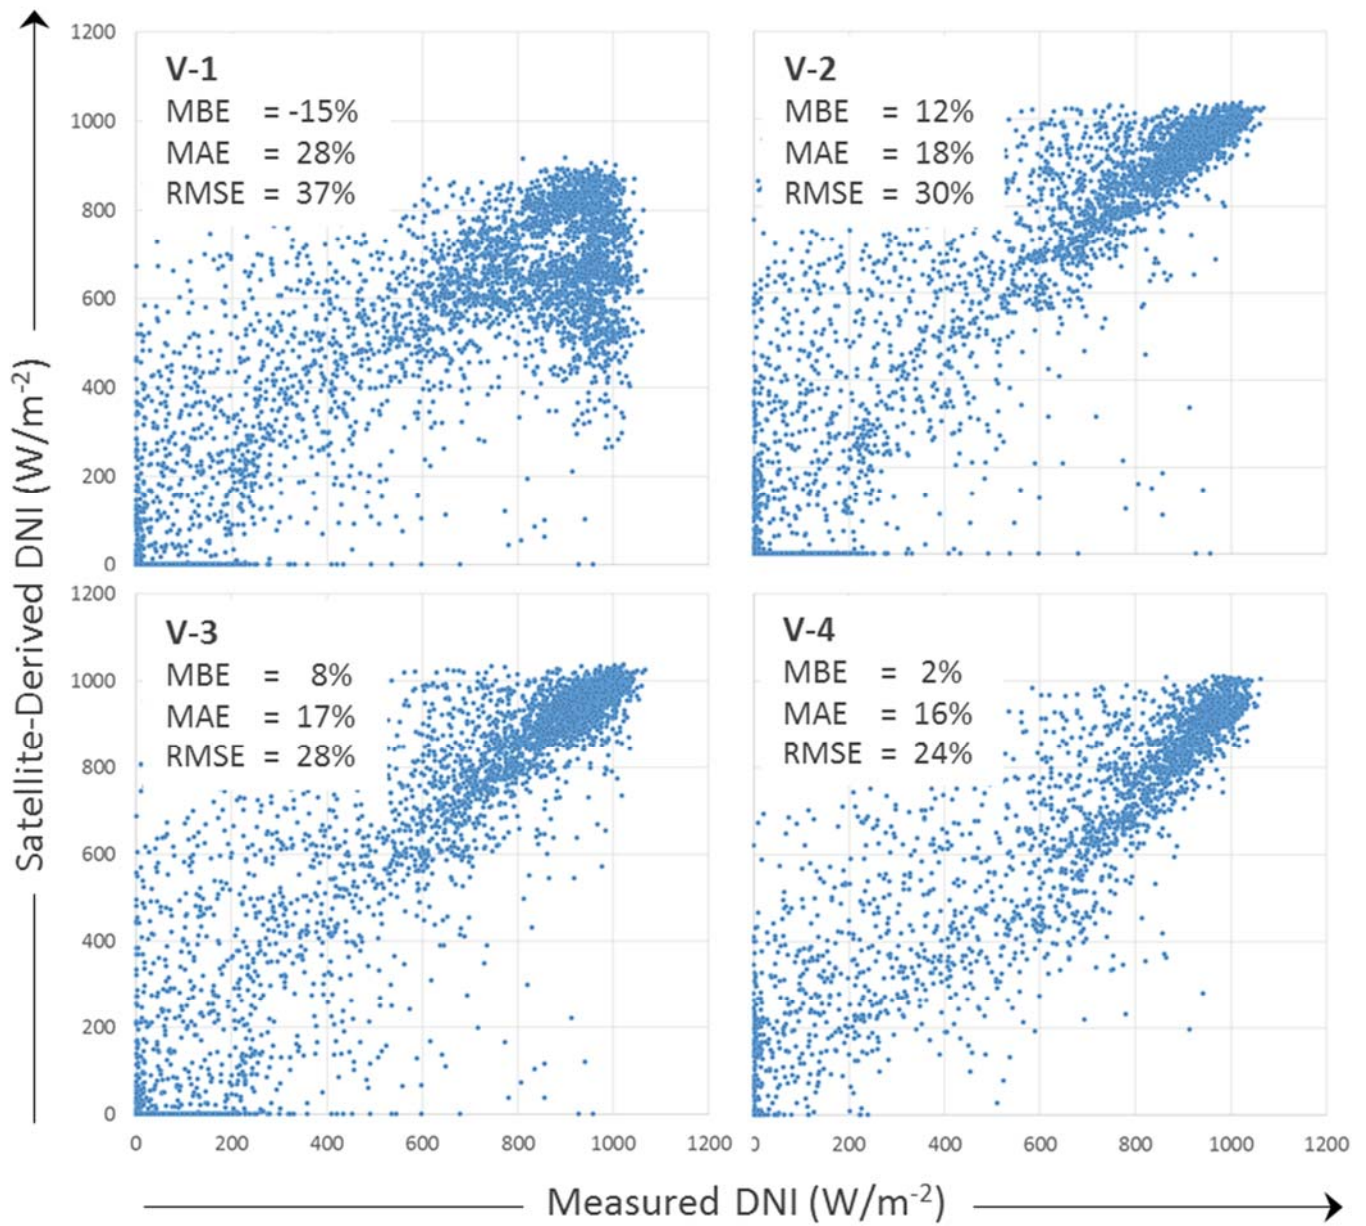 Satellite-Derived DNI (W/m-2)
1200
1000
800
600
400
200
0
V-1
MBE = -15%
MAE = 28%
RMSE = 37%
V-2
MBE = 12%
MAE = 18%
RMSE = 30%
1200
1000
800
600
400
200
0
V-3
MBE = 8%
MAE = 17%
RMSE = 28%
V-4
MBE = 2%
MAE = 16%
RMSE = 24%
0 200 400 600 800 1000 1200
0 200 400 600 800 1000 1200
Measured DNI (W/m-2)